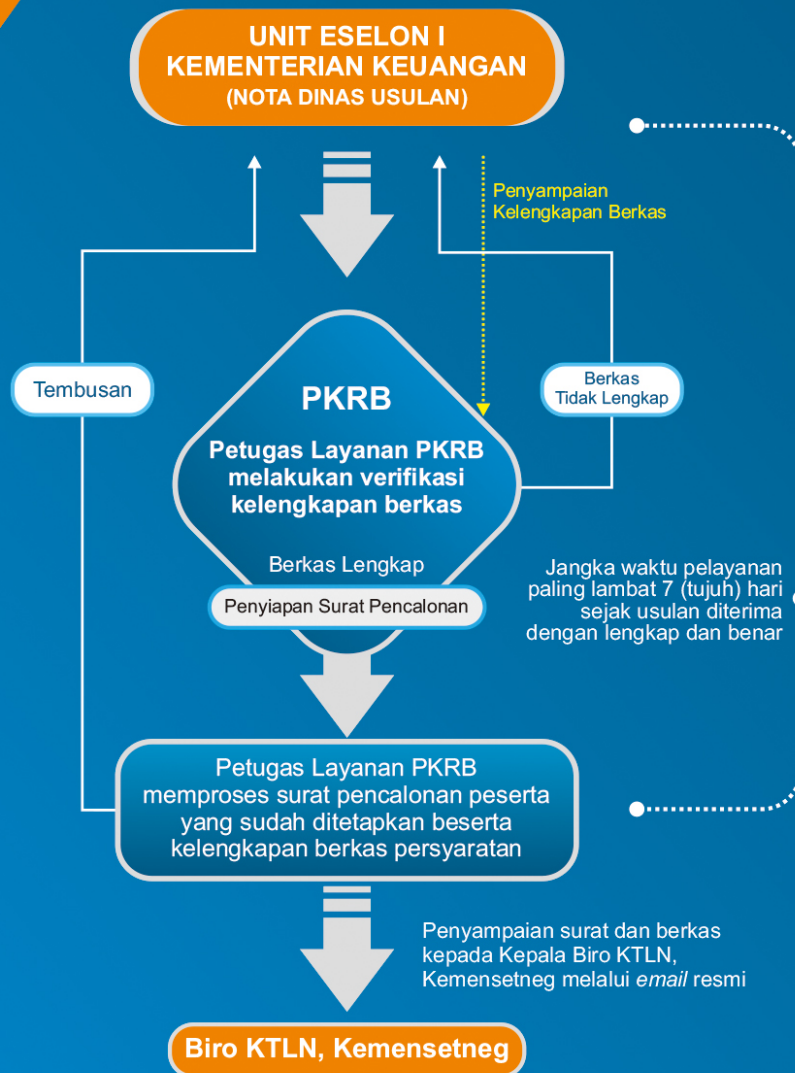 UNIT ESELON I
KEMENTERIAN KEUANGAN
(NOTA DINAS USULAN)
Penyampaian
Kelengkapan Berkas
Tembusan
Berkas
Tidak Lengkap
PKRB
Petugas Layanan PKRB
melakukan verifikasi
kelengkapan berkas
Berkas Lengkap
Penyiapan Surat Pencalonan
Jangka waktu pelayanan
paling lambat 7 (tujuh) hari
sejak usulan diterima
dengan lengkap dan benar
Petugas Layanan PKRB
memproses surat pencalonan peserta
yang sudah ditetapkan beserta
kelengkapan berkas persyaratan
Penyampaian surat dan berkas
kepada Kepala Biro KTLN,
Kemensetneg melalui email resmi
Biro KTLN, Kemensetneg